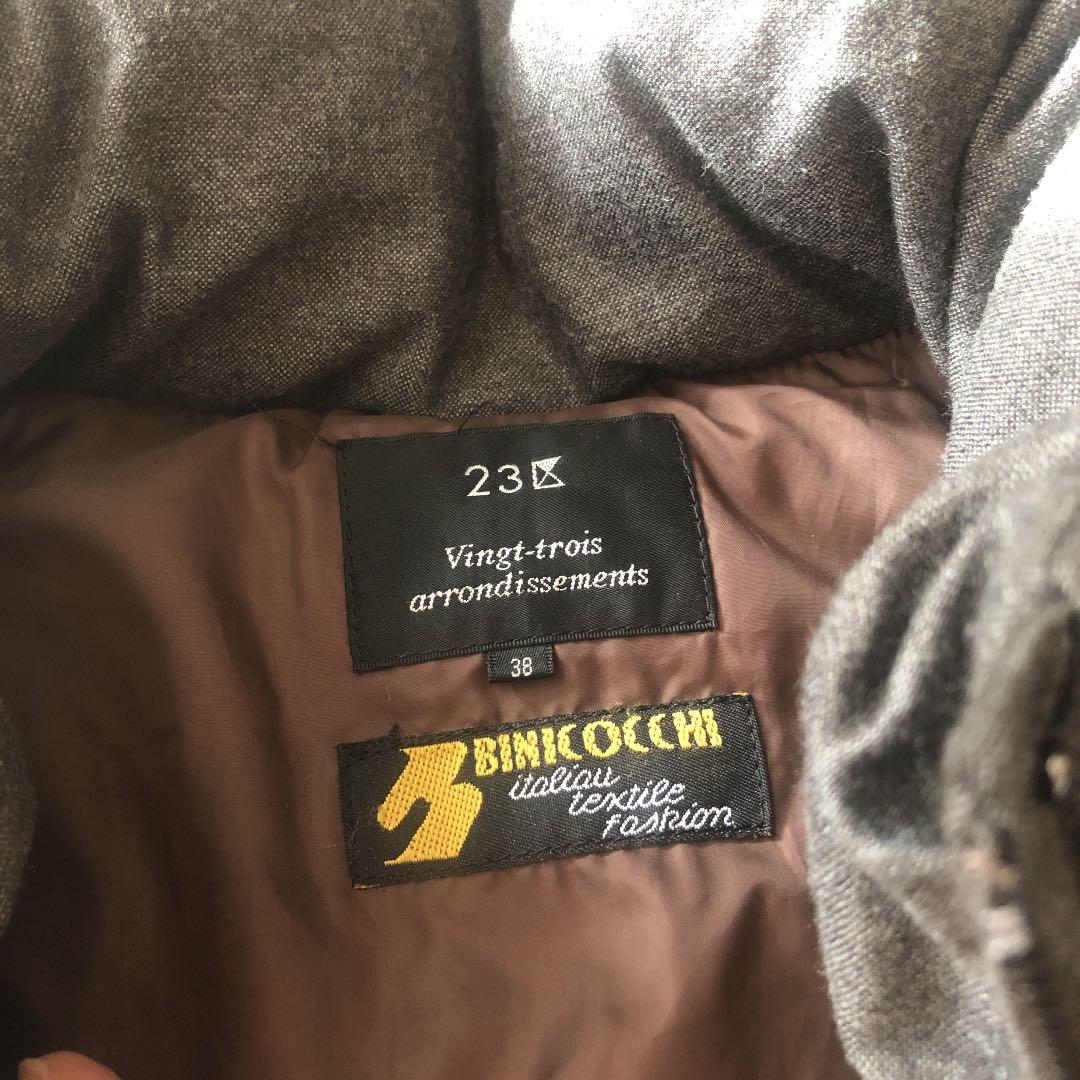 23区
Vingt-trois
arrondissements
38
BINICOCCHI
italian
textile
fashion